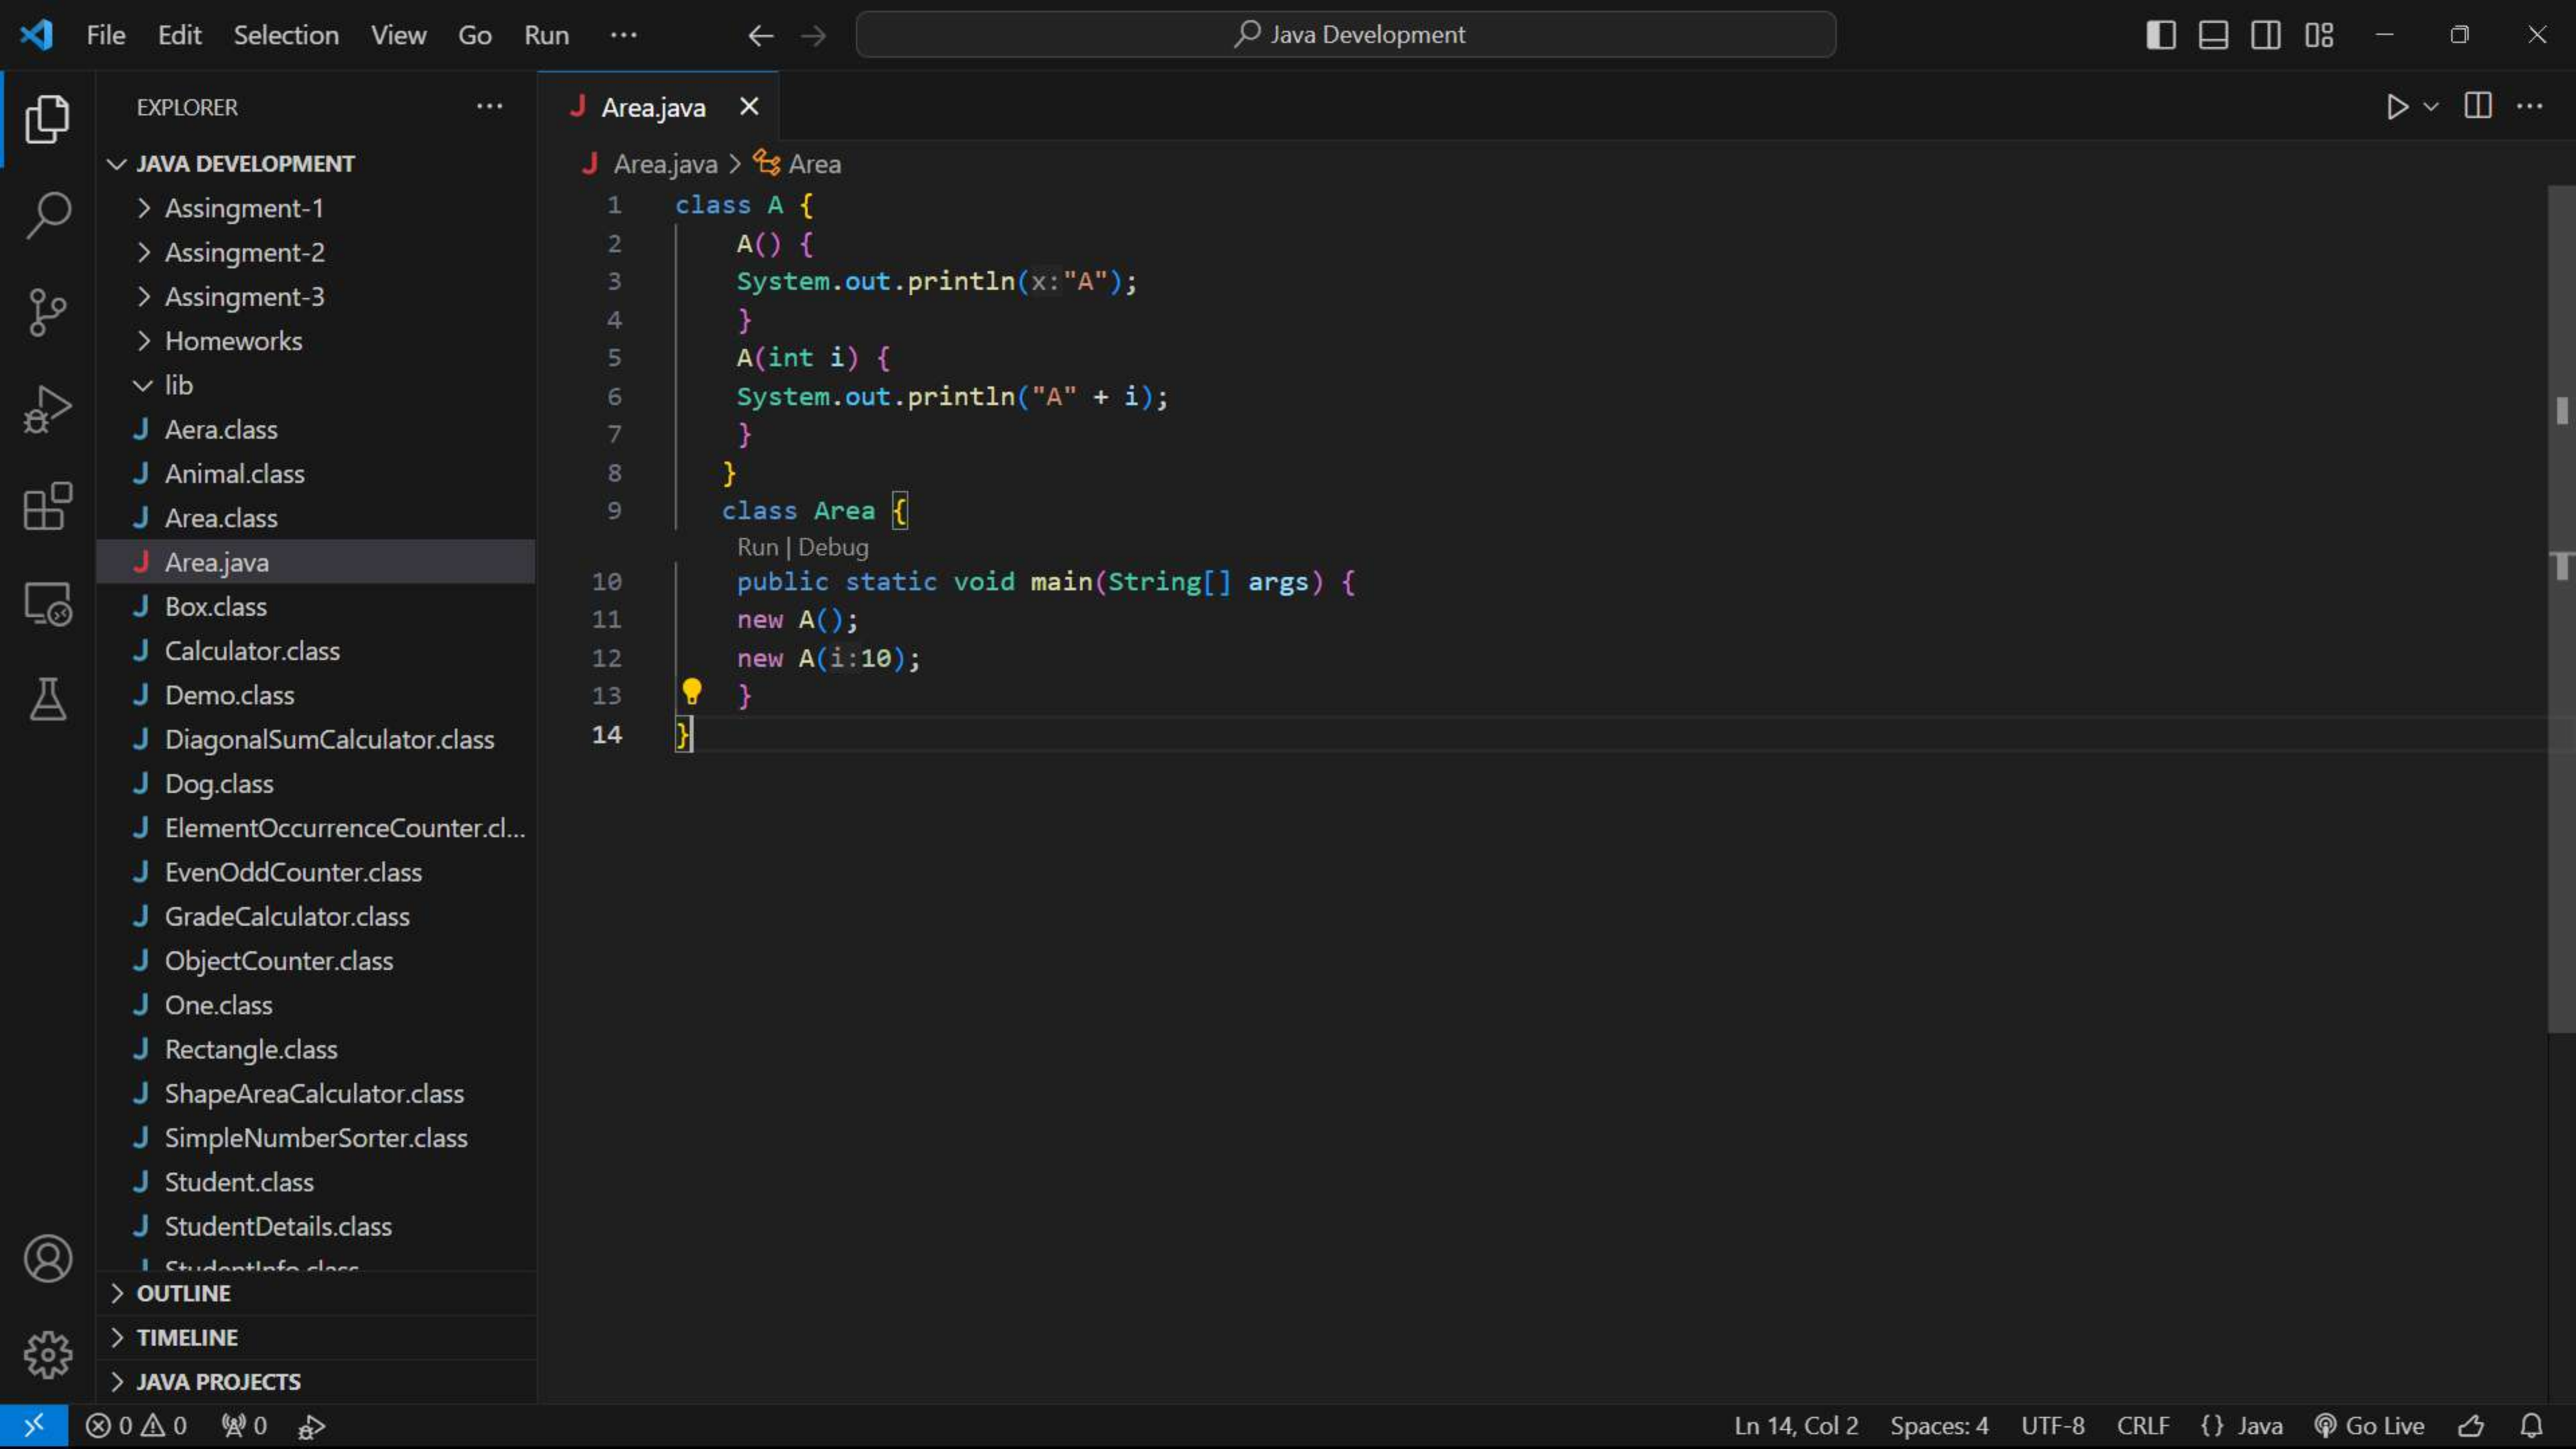 File Edit Selection View Go Run ··· Java Development
EXPLORER ···
JAVA DEVELOPMENT
Assingment-1
Assingment-2
Assingment-3
Homeworks
lib
J Aera.class
J Animal.class
J Area.class
J Area.java
J Box.class
J Calculator.class
J Demo.class
J DiagonalSumCalculator.class
J Dog.class
J ElementOccurrenceCounter.cl...
J EvenOddCounter.class
J GradeCalculator.class
J ObjectCounter.class
J One.class
J Rectangle.class
J ShapeAreaCalculator.class
J SimpleNumberSorter.class
J Student.class
J StudentDetails.class
J StudentInfo.class
OUTLINE
TIMELINE
JAVA PROJECTS
J Area.java
J Area.java > Area
1 class A {
2 A() {
3 System.out.println(x:"A");
4 }
5 A(int i) {
6 System.out.println("A" + i);
7 }
8 }
9 class Area {
Run | Debug
10 public static void main(String[] args) {
11 new A();
12 new A(i:10);
13 }
14 }
0 0 0 Ln 14, Col 2 Spaces: 4 UTF-8 CRLF {} Java Go Live